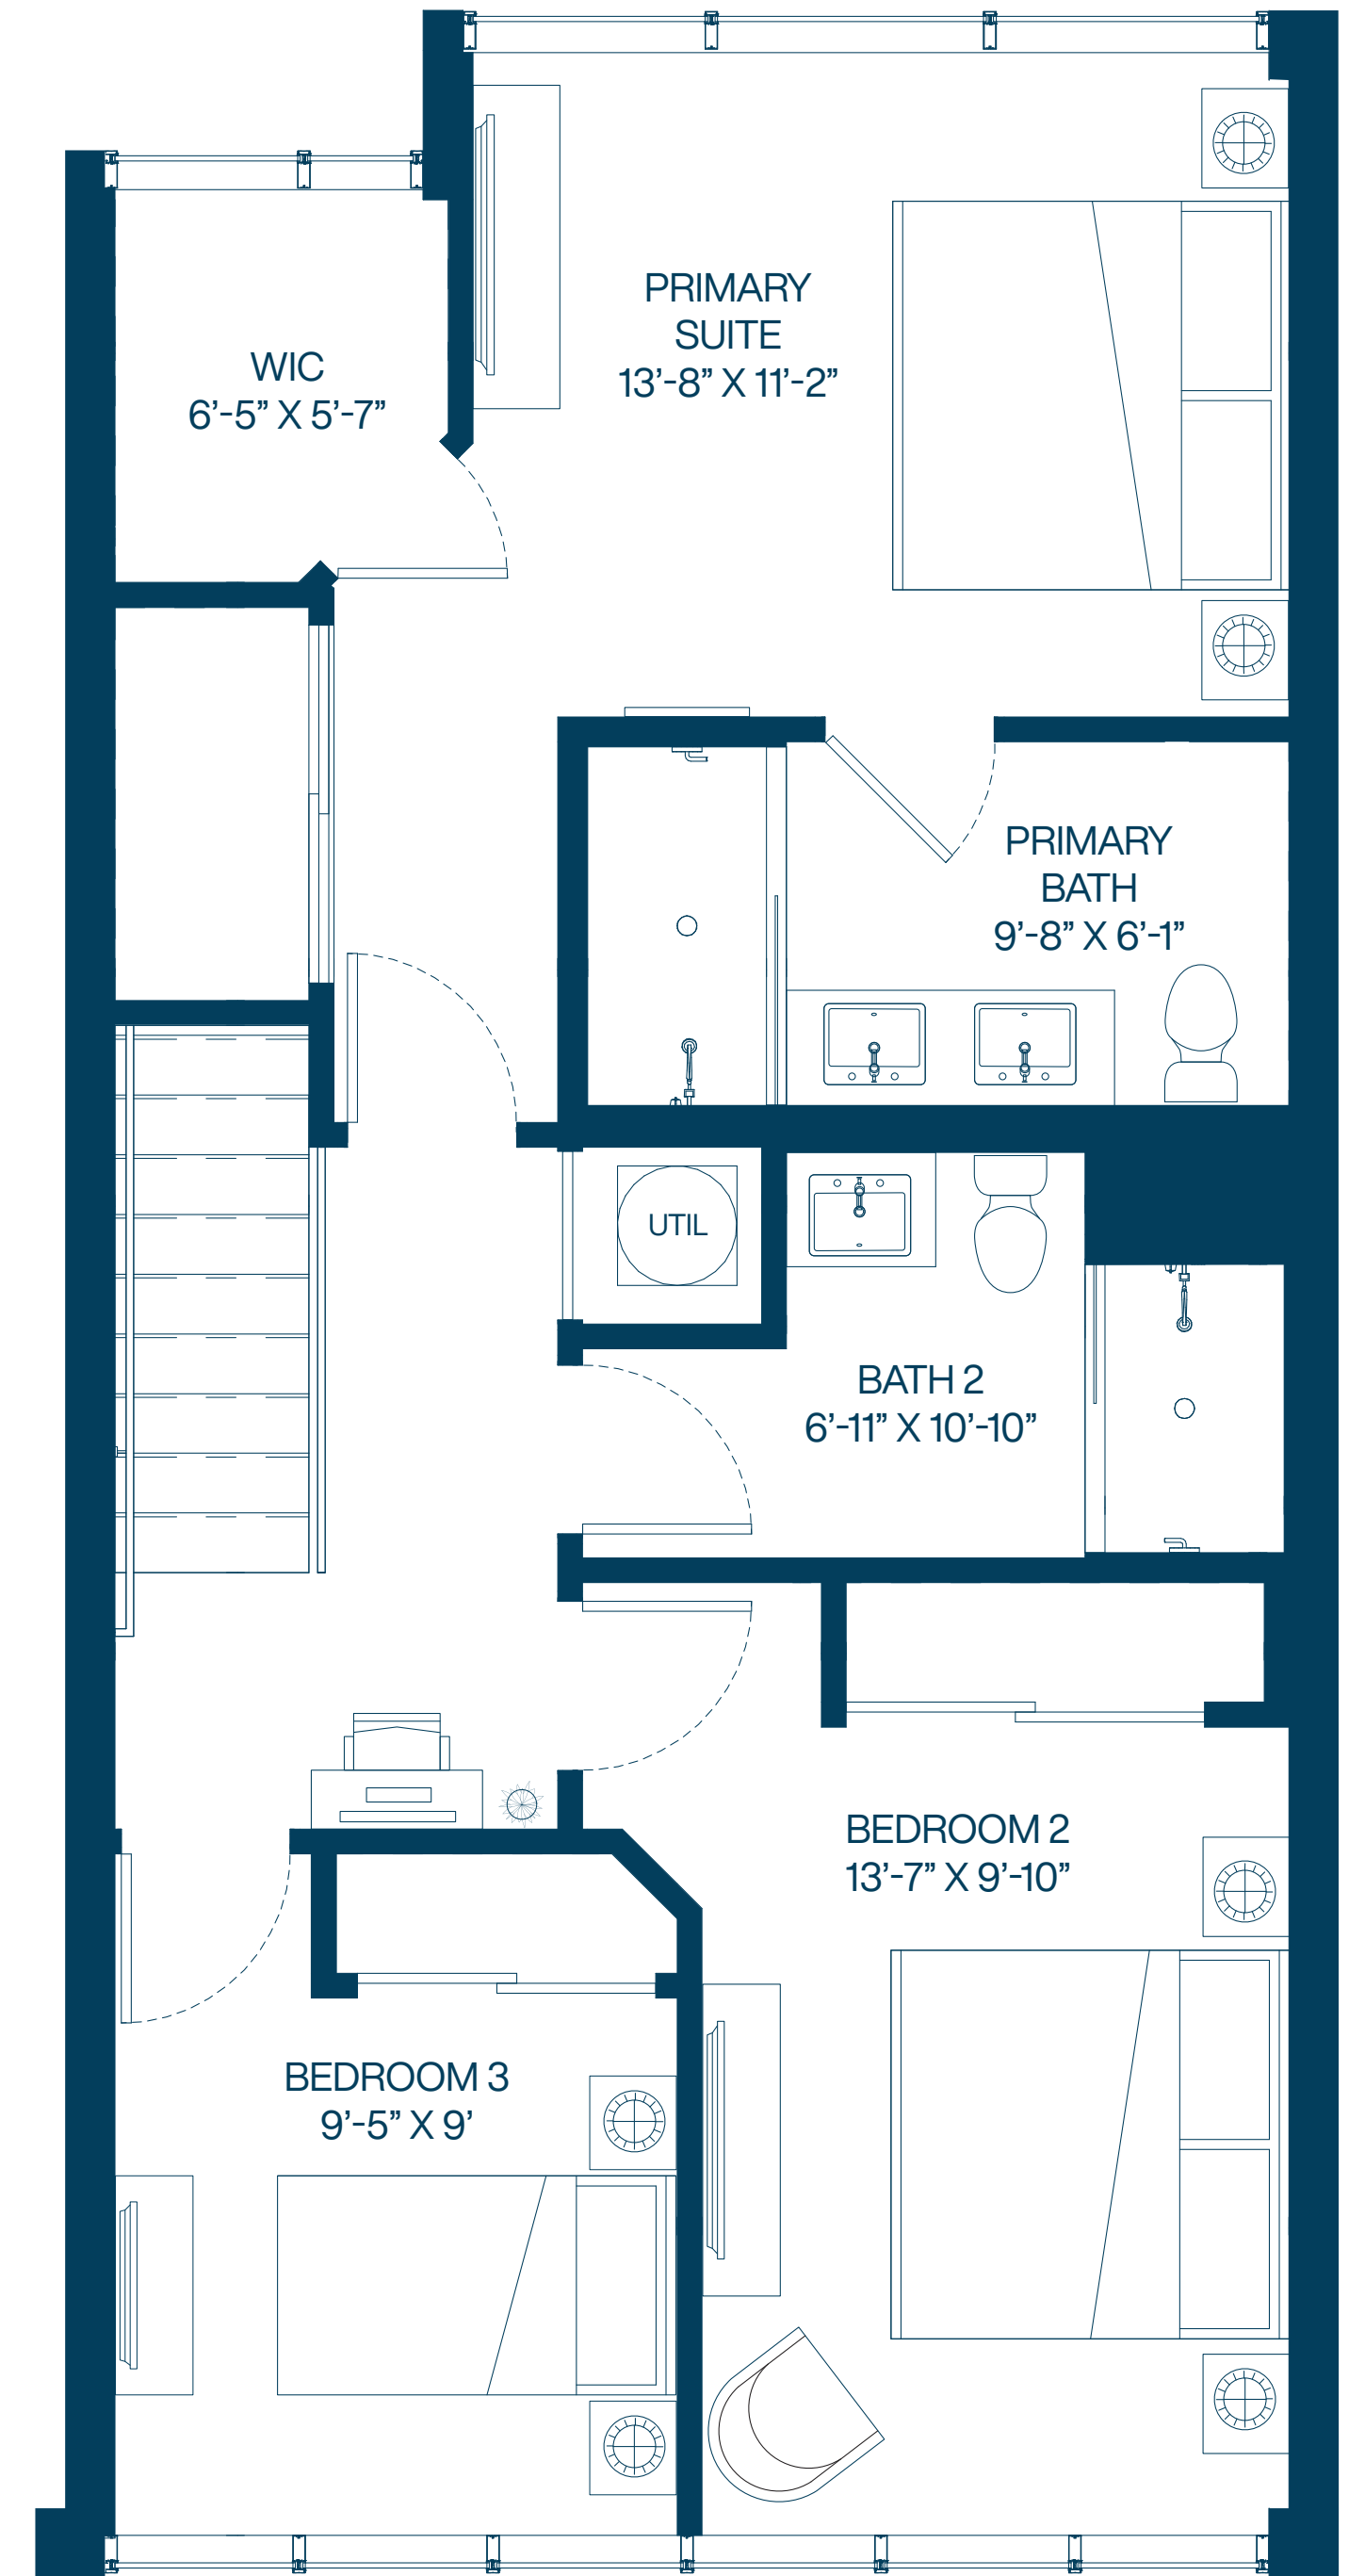 PRIMARY
SUITE
13’-8” X 11’-2”
WIC
6’-5” X 5’-7”
PRIMARY
BATH
9’-8” X 6’-1”
UTIL
BATH 2
6’-11” X 10’-10”
BEDROOM 2
13’-7” X 9’-10”
BEDROOM 3
9’-5” X 9’